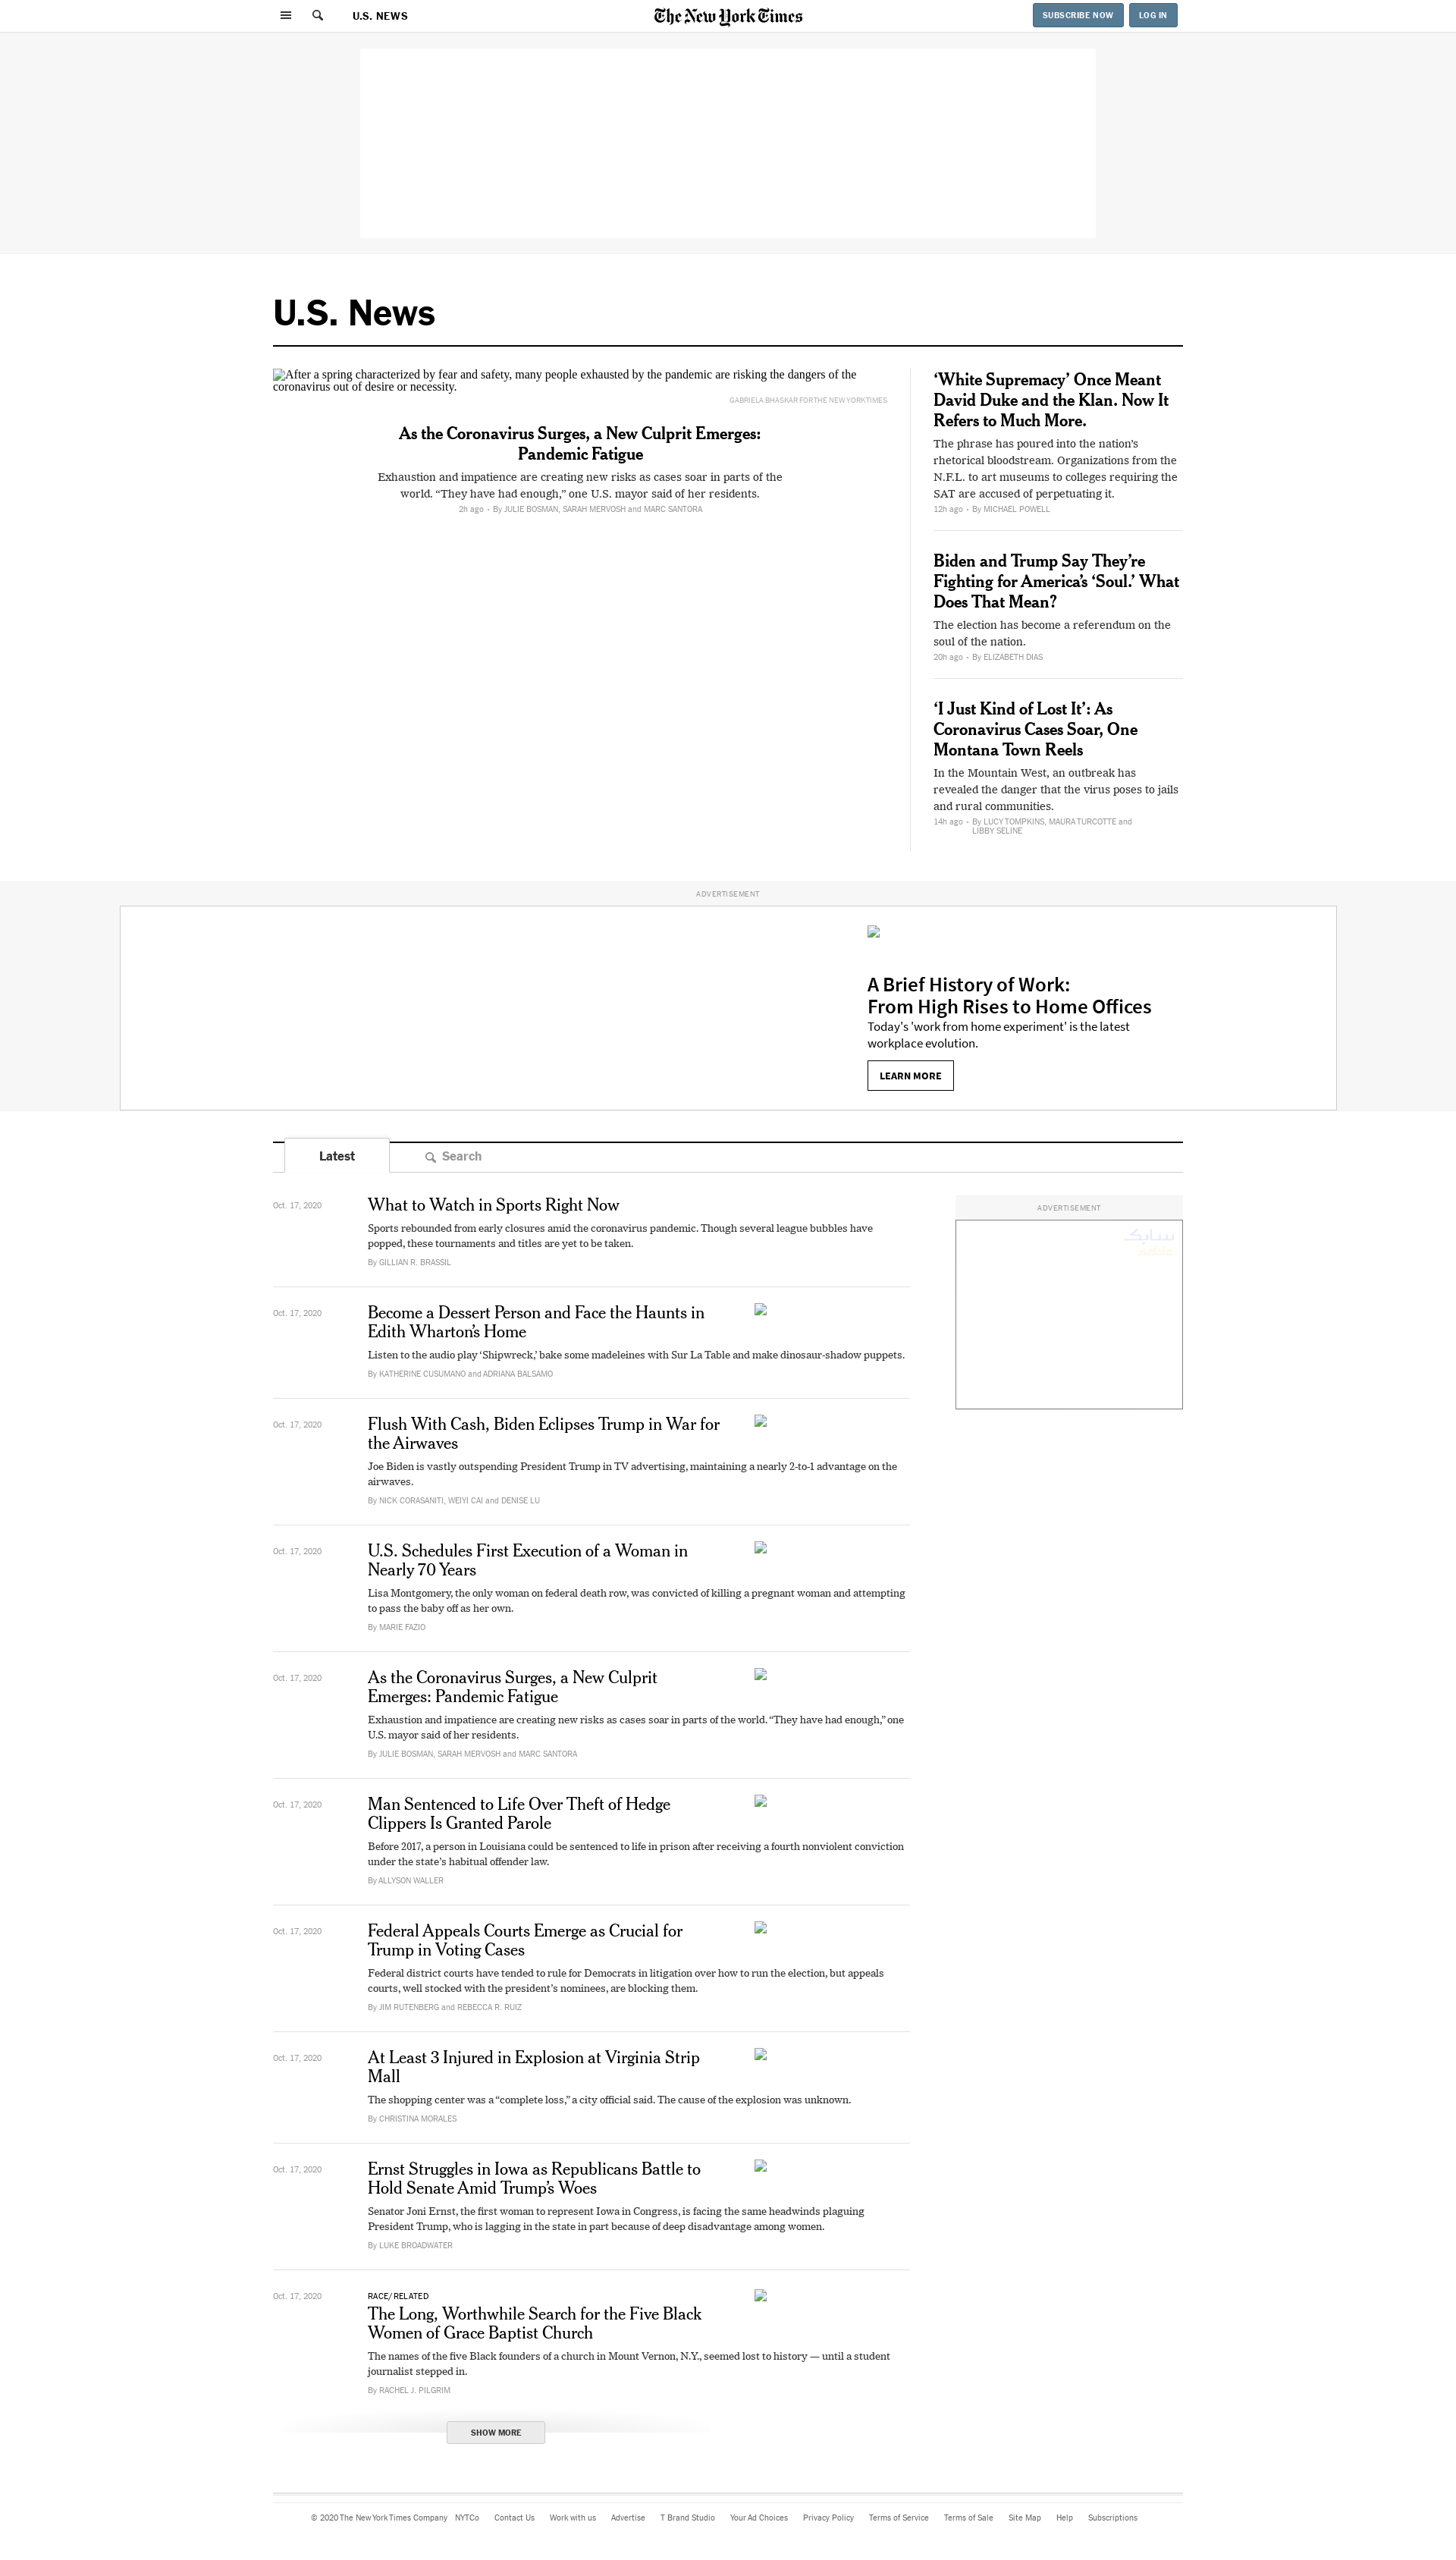 U.S. NEWS
The New York Times
SUBSCRIBE NOW
LOG IN
U.S. News
After a spring characterized by fear and safety, many people exhausted by the pandemic are risking the dangers of the
coronavirus out of desire or necessity.
GABRIELA BHASKAR FOR THE NEW YORK TIMES
As the Coronavirus Surges, a New Culprit Emerges:
Pandemic Fatigue
Exhaustion and impatience are creating new risks as cases soar in parts of the
world. “They have had enough,” one U.S. mayor said of her residents.
2h ago · By JULIE BOSMAN, SARAH MERVOSH and MARC SANTORA
‘White Supremacy’ Once Meant
David Duke and the Klan. Now It
Refers to Much More.
The phrase has poured into the nation’s
rhetorical bloodstream. Organizations from the
N.F.L. to art museums to colleges requiring the
SAT are accused of perpetuating it.
12h ago · By MICHAEL POWELL
Biden and Trump Say They’re
Fighting for America’s ‘Soul.’ What
Does That Mean?
The election has become a referendum on the
soul of the nation.
20h ago · By ELIZABETH DIAS
‘I Just Kind of Lost It’: As
Coronavirus Cases Soar, One
Montana Town Reels
In the Mountain West, an outbreak has
revealed the danger that the virus poses to jails
and rural communities.
14h ago · By LUCY TOMPKINS, MAURA TURCOTTE and
LIBBY SELINE
ADVERTISEMENT
A Brief History of Work:
From High Rises to Home Offices
Today's 'work from home experiment' is the latest
workplace evolution.
LEARN MORE
Latest
Search
Oct. 17, 2020
What to Watch in Sports Right Now
Sports rebounded from early closures amid the coronavirus pandemic. Though several league bubbles have
popped, these tournaments and titles are yet to be taken.
By GILLIAN R. BRASSIL
ADVERTISEMENT
سابك
Oct. 17, 2020
Become a Dessert Person and Face the Haunts in
Edith Wharton’s Home
Listen to the audio play ‘Shipwreck,’ bake some madeleines with Sur La Table and make dinosaur-shadow puppets.
By KATHERINE CUSUMANO and ADRIANA BALSAMO
Oct. 17, 2020
Flush With Cash, Biden Eclipses Trump in War for
the Airwaves
Joe Biden is vastly outspending President Trump in TV advertising, maintaining a nearly 2-to-1 advantage on the
airwaves.
By NICK CORASANITI, WEIYI CAI and DENISE LU
Oct. 17, 2020
U.S. Schedules First Execution of a Woman in
Nearly 70 Years
Lisa Montgomery, the only woman on federal death row, was convicted of killing a pregnant woman and attempting
to pass the baby off as her own.
By MARIE FAZIO
Oct. 17, 2020
As the Coronavirus Surges, a New Culprit
Emerges: Pandemic Fatigue
Exhaustion and impatience are creating new risks as cases soar in parts of the world. “They have had enough,” one
U.S. mayor said of her residents.
By JULIE BOSMAN, SARAH MERVOSH and MARC SANTORA
Oct. 17, 2020
Man Sentenced to Life Over Theft of Hedge
Clippers Is Granted Parole
Before 2017, a person in Louisiana could be sentenced to life in prison after receiving a fourth nonviolent conviction
under the state’s habitual offender law.
By ALLYSON WALLER
Oct. 17, 2020
Federal Appeals Courts Emerge as Crucial for
Trump in Voting Cases
Federal district courts have tended to rule for Democrats in litigation over how to run the election, but appeals
courts, well stocked with the president’s nominees, are blocking them.
By JIM RUTENBERG and REBECCA R. RUIZ
Oct. 17, 2020
At Least 3 Injured in Explosion at Virginia Strip
Mall
The shopping center was a “complete loss,” a city official said. The cause of the explosion was unknown.
By CHRISTINA MORALES
Oct. 17, 2020
Ernst Struggles in Iowa as Republicans Battle to
Hold Senate Amid Trump’s Woes
Senator Joni Ernst, the first woman to represent Iowa in Congress, is facing the same headwinds plaguing
President Trump, who is lagging in the state in part because of deep disadvantage among women.
By LUKE BROADWATER
Oct. 17, 2020
RACE/RELATED
The Long, Worthwhile Search for the Five Black
Women of Grace Baptist Church
The names of the five Black founders of a church in Mount Vernon, N.Y., seemed lost to history — until a student
journalist stepped in.
By RACHEL J. PILGRIM
SHOW MORE
© 2020 The New York Times Company NYTCo Contact Us Work with us Advertise T Brand Studio Your Ad Choices Privacy Policy Terms of Service Terms of Sale Site Map Help Subscriptions